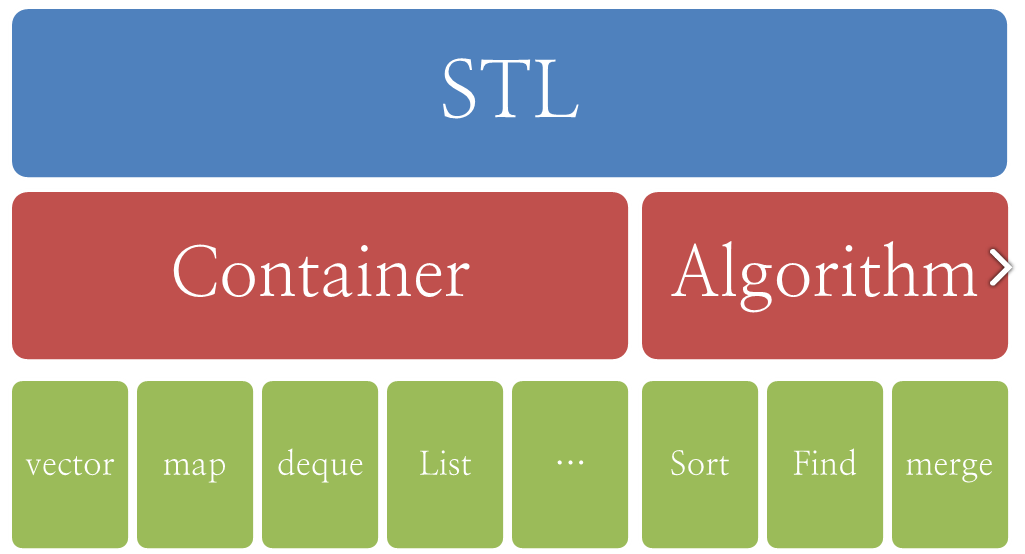 STL
Container
Algorithm
vector
map
deque
List
…
Sort
Find
merge